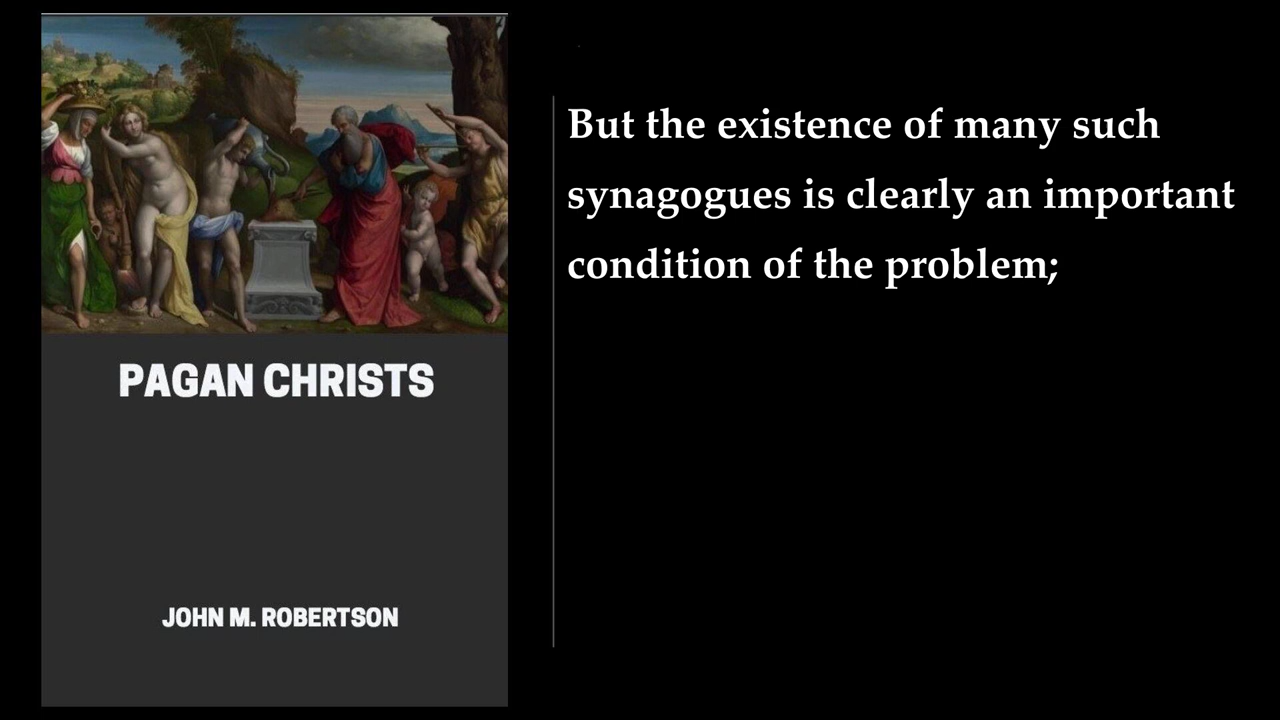 PAGAN CHRISTS
JOHN M. ROBERTSON
But the existence of many such
synagogues is clearly an important
condition of the problem;